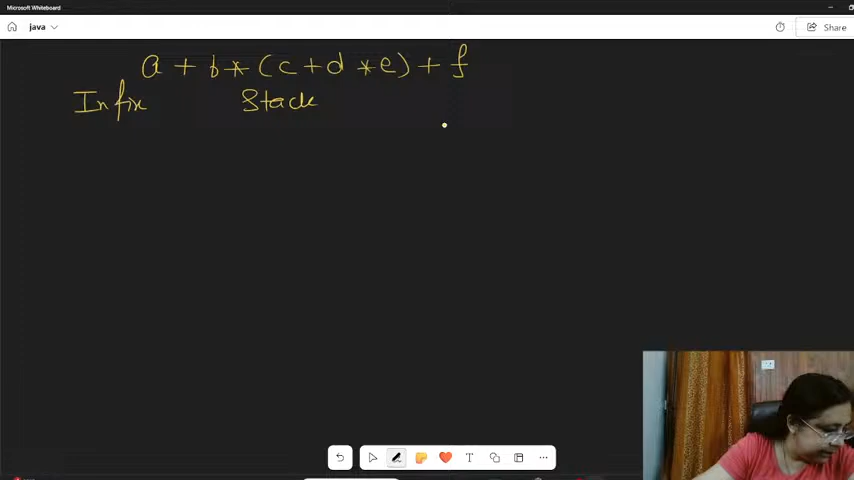 Microsoft Whiteboard
java
Share
a + b * (c + d * e) + f
Infix Stack
T